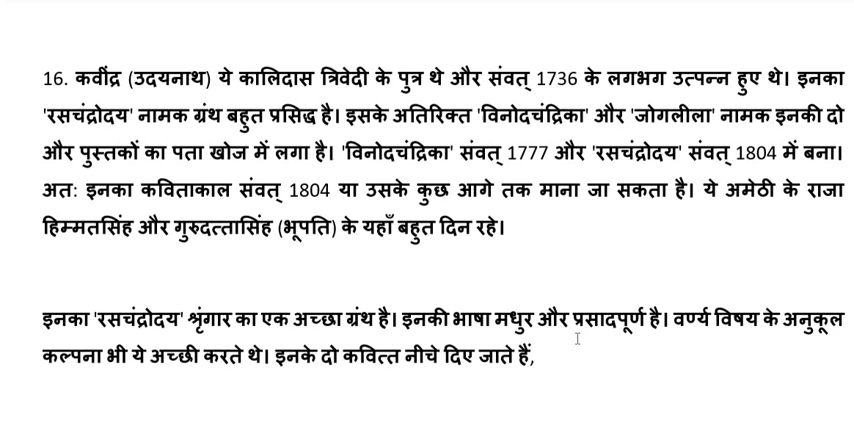 16. कवींद्र (उदयनाथ) ये कालिदास त्रिवेदी के पुत्र थे और संवत् 1736 के लगभग उत्पन्न हुए थे। इनका
'रसचंद्रोदय' नामक ग्रंथ बहुत प्रसिद्ध है। इसके अतिरिक्त 'विनोदचंद्रिका' और 'जोगलीला' नामक इनकी दो
और पुस्तकों का पता खोज में लगा है। 'विनोदचंद्रिका' संवत् 1777 और 'रसचंद्रोदय' संवत् 1804 में बना।
अत: इनका कविताकाल संवत् 1804 या उसके कुछ आगे तक माना जा सकता है। ये अमेठी के राजा
हिम्मतसिंह और गुरुदत्तासिंह (भूपति) के यहाँ बहुत दिन रहे।
इनका 'रसचंद्रोदय' श्रृंगार का एक अच्छा ग्रंथ है। इनकी भाषा मधुर और प्रसादपूर्ण है। वर्ण्य विषय के अनुकूल
कल्पना भी ये अच्छी करते थे। इनके दो कवित्त नीचे दिए जाते हैं,